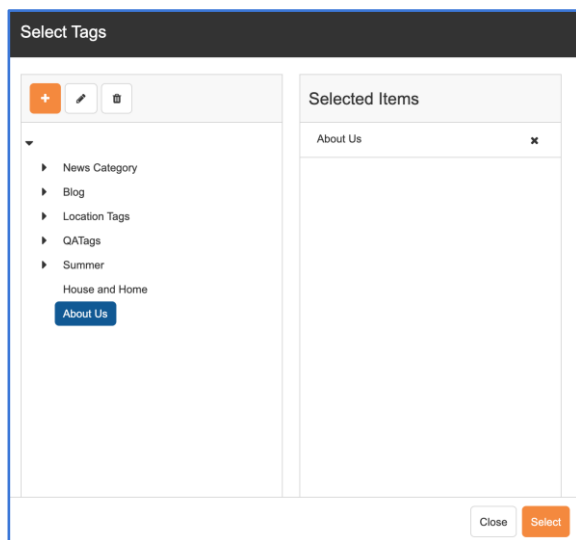 Select Tags
+
Selected Items
About Us
News Category
Blog
Location Tags
QATags
Summer
House and Home
About Us
Close
Select